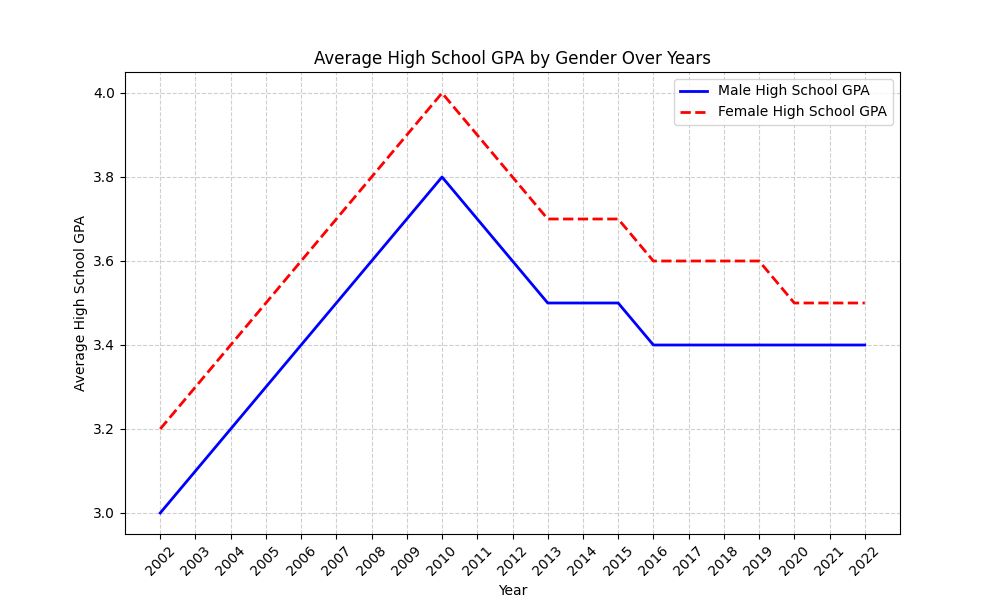 Average High School GPA by Gender Over Years
Male High School GPA
Female High School GPA
Average High School GPA
4.0
3.8
3.6
3.4
3.2
3.0
2002 2003 2004 2005 2006 2007 2008 2009 2010 2011 2012 2013 2014 2015 2016 2017 2018 2019 2020 2021 2022
Year